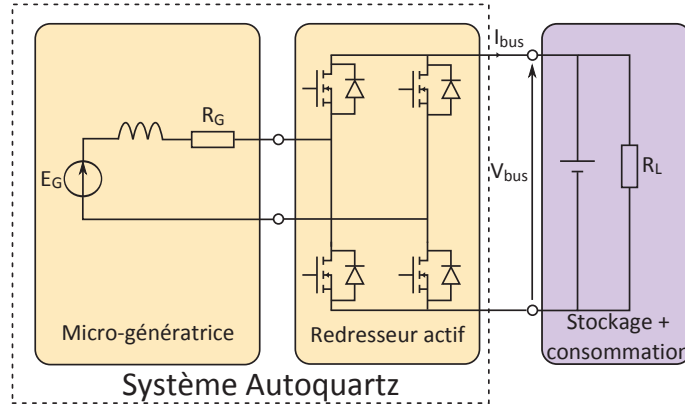 I_bus
R_G
E_G
V_bus
R_L
Micro-génératrice
Redresseur actif
Stockage +
consommation
Système Autoquartz